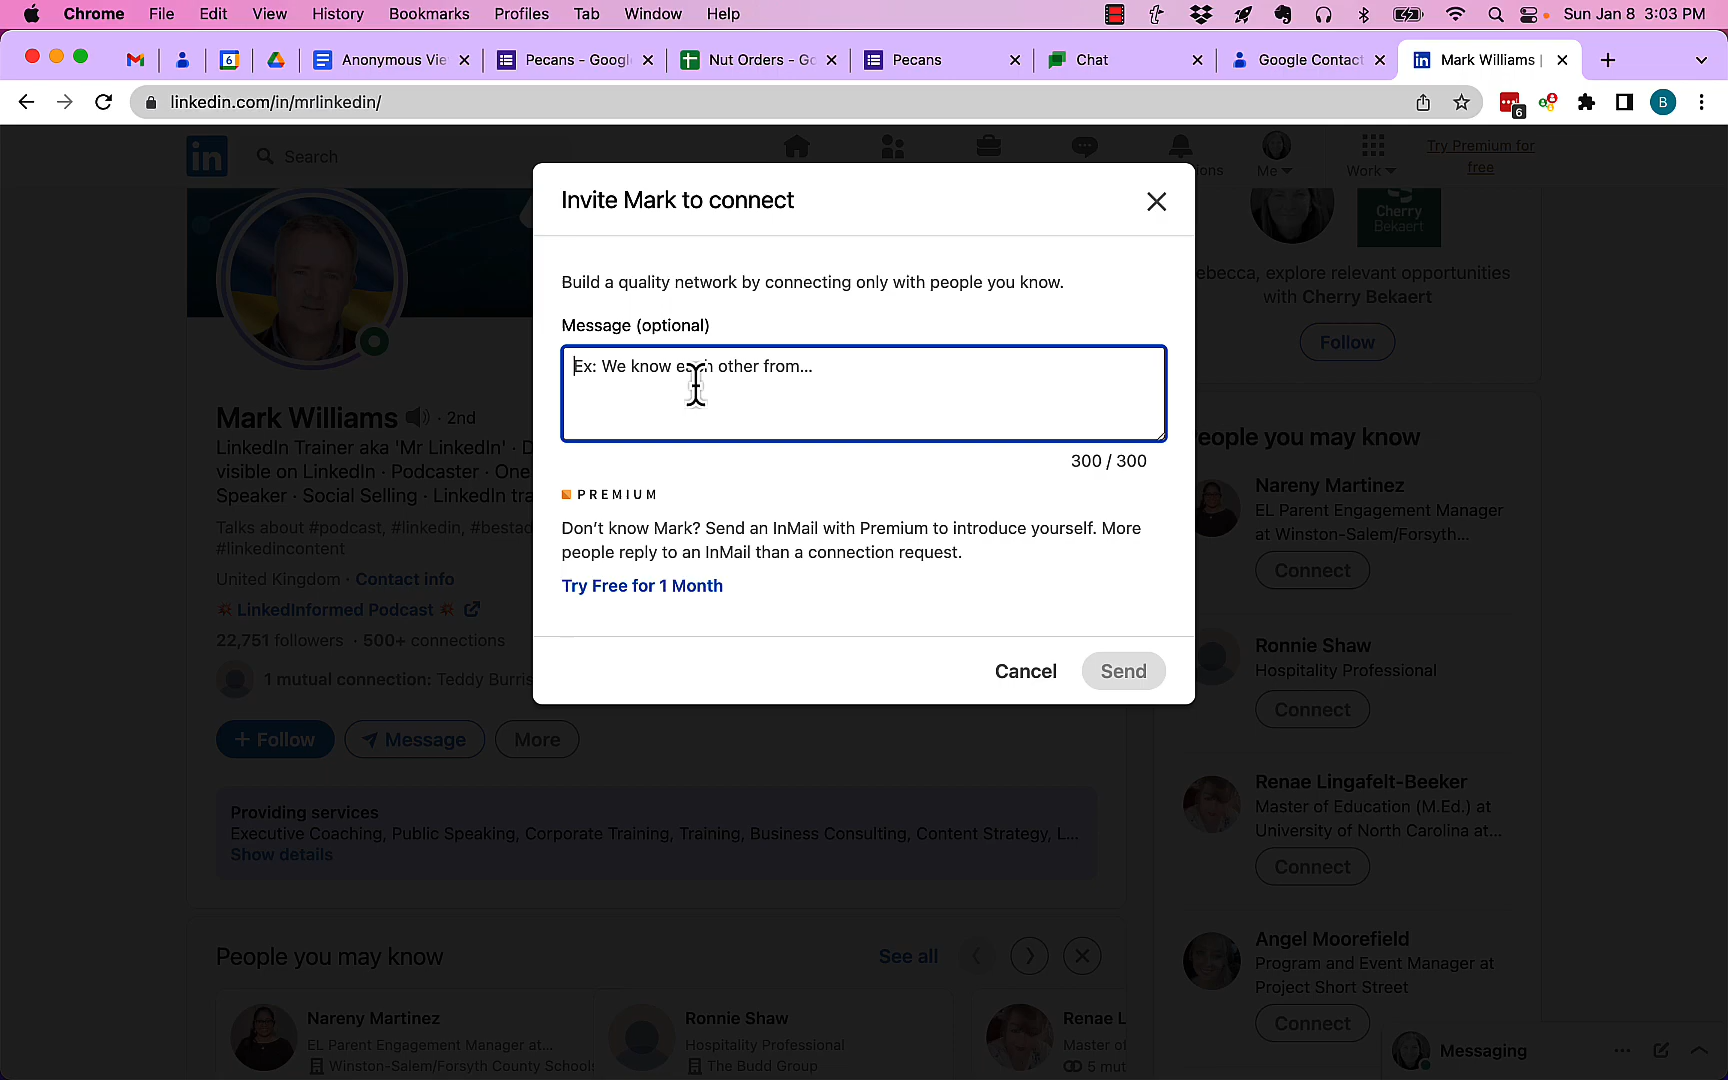 Chrome File Edit View History Bookmarks Profiles Tab Window Help Sun Jan 8 3:03 PM
6 Anonymous Vie Pecans - Google Nut Orders - Go Pecans Chat Google Contact Mark Williams |
linkedin.com/in/mrlinkedin/ 6 B
in Search Me Work Try Premium for free
Invite Mark to connect
Build a quality network by connecting only with people you know.
Message (optional)
Ex: We know each other from...
300 / 300
PREMIUM
Don't know Mark? Send an InMail with Premium to introduce yourself. More
people reply to an InMail than a connection request.
Try Free for 1 Month
Cancel Send
Mark Williams · 2nd
LinkedIn Trainer aka 'Mr LinkedIn' · D
visible on LinkedIn · Podcaster · One
Speaker · Social Selling · LinkedIn tra
Talks about #podcast, #linkedin, #bestad
#linkedincontent
United Kingdom · Contact info
LinkedInformed Podcast
22,751 followers · 500+ connections
1 mutual connection: Teddy Burris
+ Follow Message More
Providing services
Executive Coaching, Public Speaking, Corporate Training, Training, Business Consulting, Content Strategy, L...
Show details
People you may know See all
Nareny Martinez
EL Parent Engagement Manager at...
Winston-Salem/Forsyth County Schools
Ronnie Shaw
Hospitality Professional
The Budd Group
Renae L
Master of
5 mut
Cherry
Bekaert
ebecca, explore relevant opportunities
with Cherry Bekaert
Follow
eople you may know
Nareny Martinez
EL Parent Engagement Manager
at Winston-Salem/Forsyth...
Connect
Ronnie Shaw
Hospitality Professional
Connect
Renae Lingafelt-Beeker
Master of Education (M.Ed.) at
University of North Carolina at...
Connect
Angel Moorefield
Program and Event Manager at
Project Short Street
Connect
Messaging